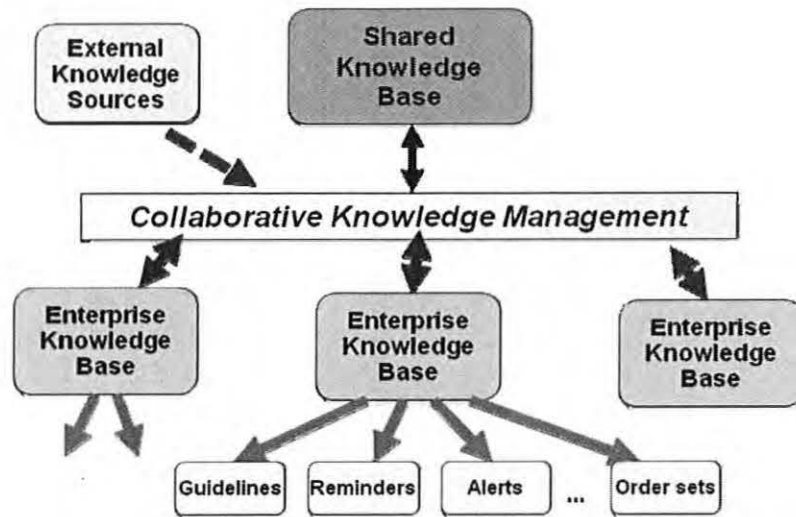 External
Knowledge
Sources
Shared
Knowledge
Base
Collaborative Knowledge Management
Enterprise
Knowledge
Base
Enterprise
Knowledge
Base
Enterprise
Knowledge
Base
Guidelines
Reminders
Alerts
...
Order sets